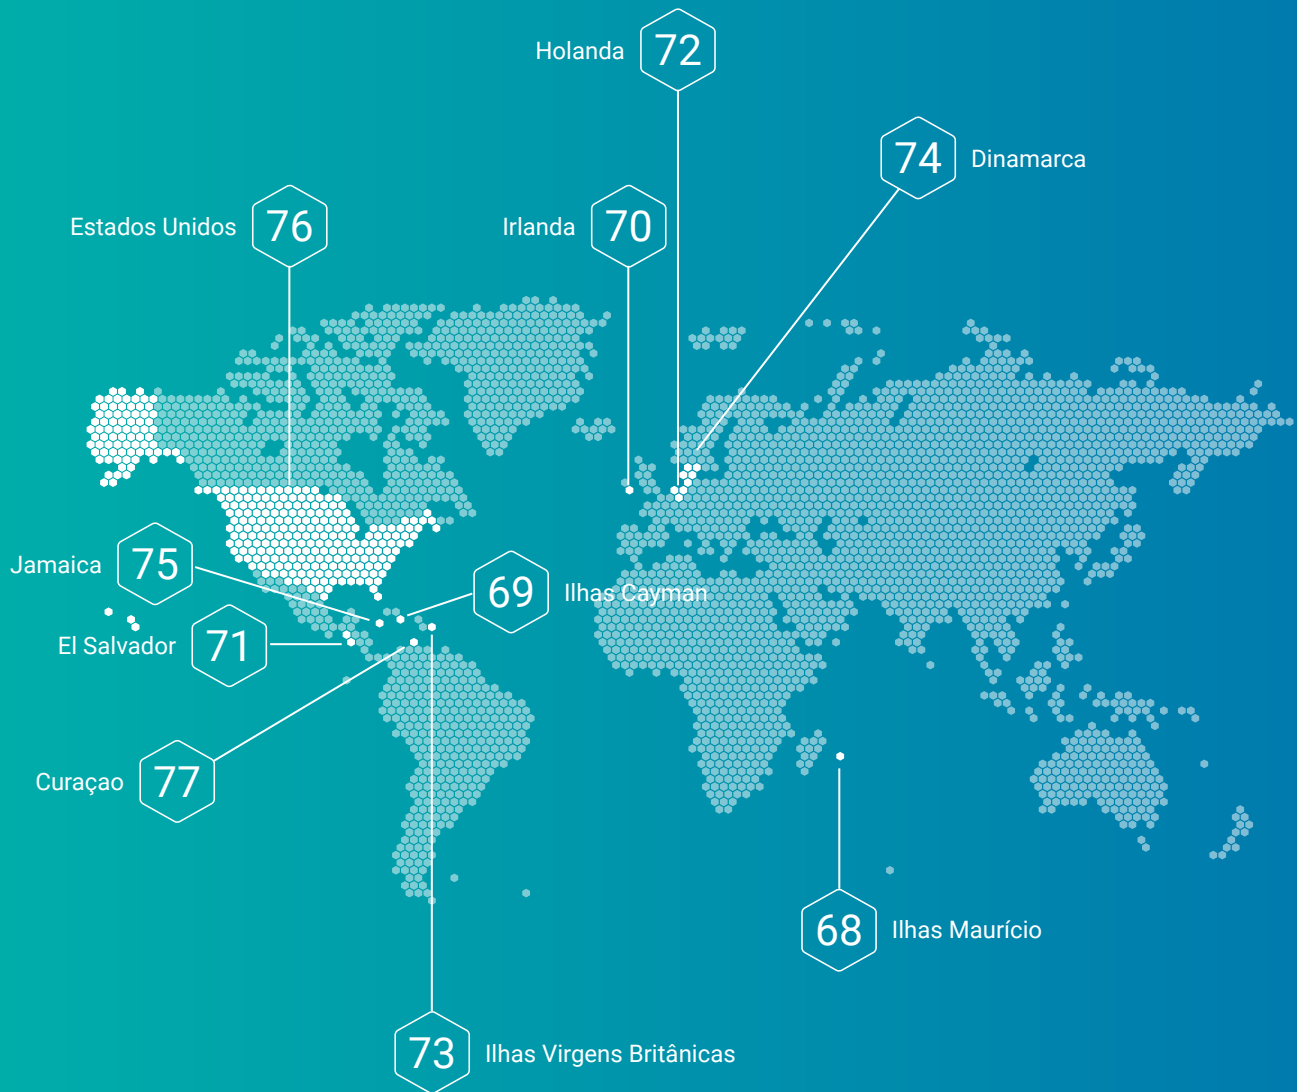 Holanda 72
74 Dinamarca
Estados Unidos 76
Irlanda 70
Jamaica 75
69 Ilhas Cayman
El Salvador 71
Curaçao 77
68 Ilhas Maurício
73 Ilhas Virgens Britânicas